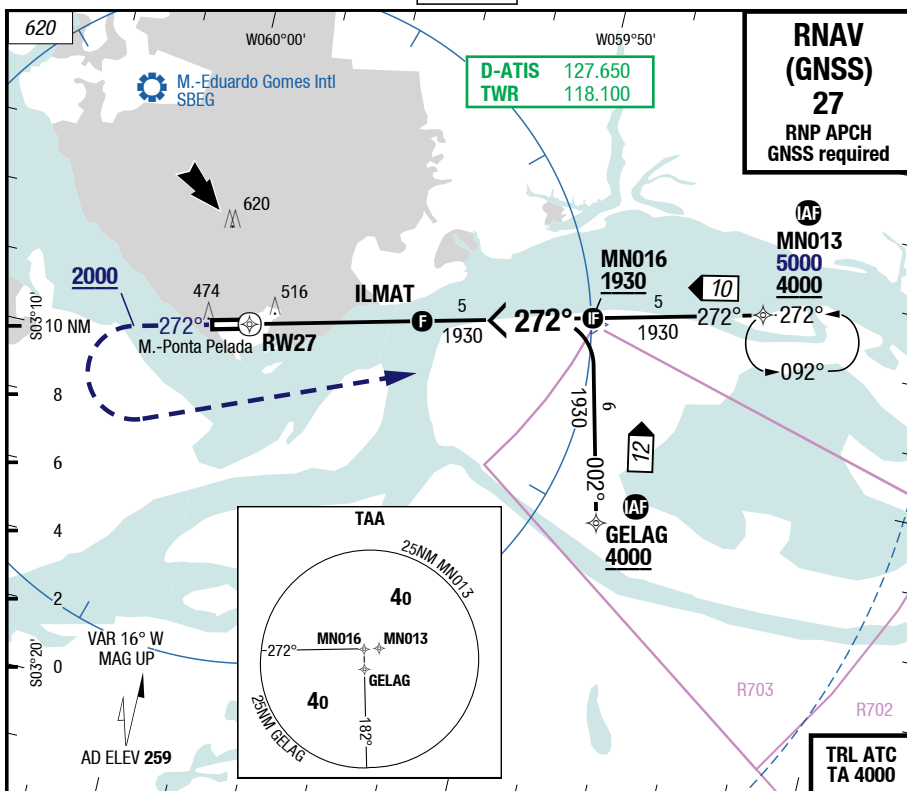 620
W060°00'
W059°50'
M.-Eduardo Gomes Intl
SBEG
D-ATIS 127.650
TWR 118.100
RNAV
(GNSS)
27
RNP APCH
GNSS required
620
IAF
MN013
5000
4000
MN016
1930
2000
474
516
ILMAT
5
10
5
S03°10'
10 NM
272°
F
272°
IF
272°
272°
1930
1930
M.-Ponta Pelada
RW27
092°
8
1930
6
6
12
002°
IAF
GELAG
4000
4
TAA
25NM MN013
40
2
MN016
MN013
272°
GELAG
VAR 16° W
MAG UP
S03°20'
0
40
25NM GELAG
182°
R703
R702
AD ELEV 259
TRL ATC
TA 4000